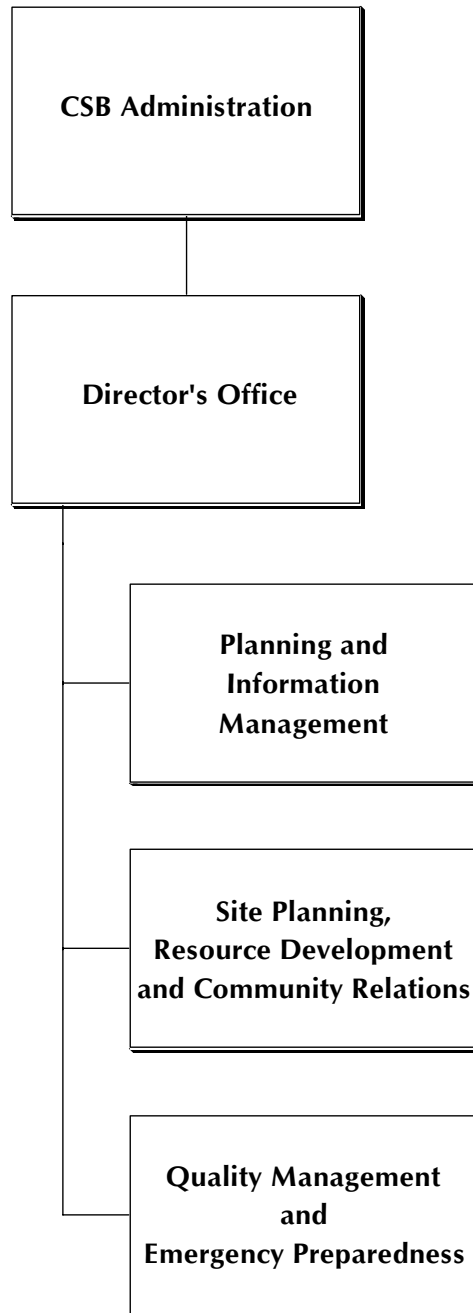 CSB Administration
Director's Office
Planning and
Information
Management
Site Planning,
Resource Development
and Community Relations
Quality Management
and
Emergency Preparedness